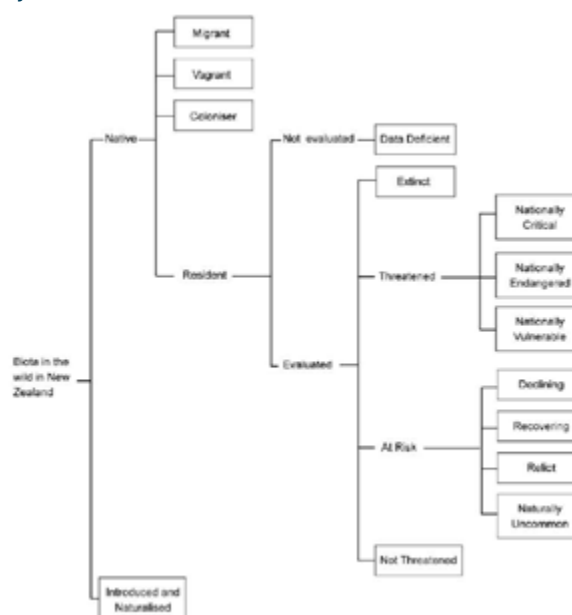 Migrant
Vagrant
Coloniser
Native
Not evaluated
Data Deficient
Extinct
Nationally
Critical
Resident
Threatened
Nationally
Endangered
Nationally
Vulnerable
Biota in the
wild in New
Zealand
Evaluated
Declining
Recovering
At Risk
Relict
Naturally
Uncommon
Not Threatened
Introduced and
Naturalised